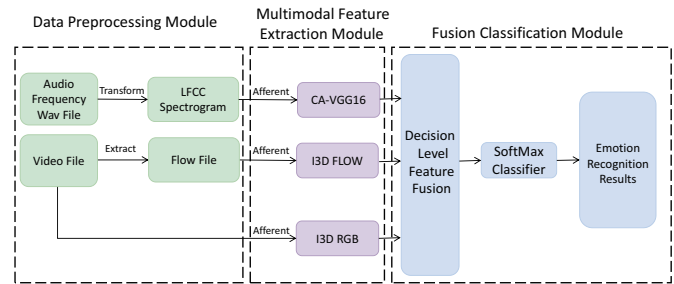 Data Preprocessing Module
Multimodal Feature
Extraction Module
Fusion Classification Module
Audio
Frequency
Wav File
Transform
LFCC
Spectrogram
Afferent
CA-VGG16
Video File
Extract
Flow File
Afferent
I3D FLOW
Afferent
I3D RGB
Decision
Level
Feature
Fusion
SoftMax
Classifier
Emotion
Recognition
Results